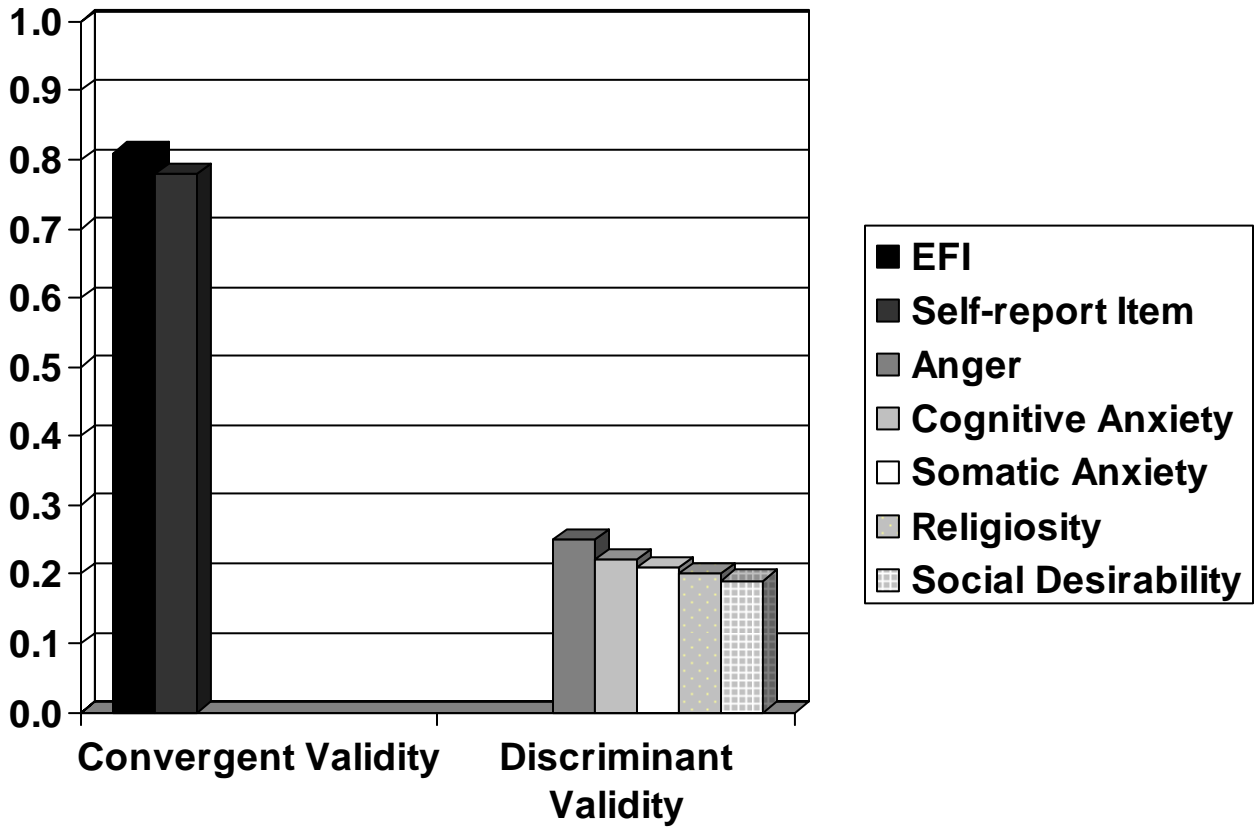 1.0
0.9
0.8
0.7
0.6
0.5
0.4
0.3
0.2
0.1
0.0
Convergent Validity
Discriminant
Validity
EFI
Self-report Item
Anger
Cognitive Anxiety
Somatic Anxiety
Religiosity
Social Desirability